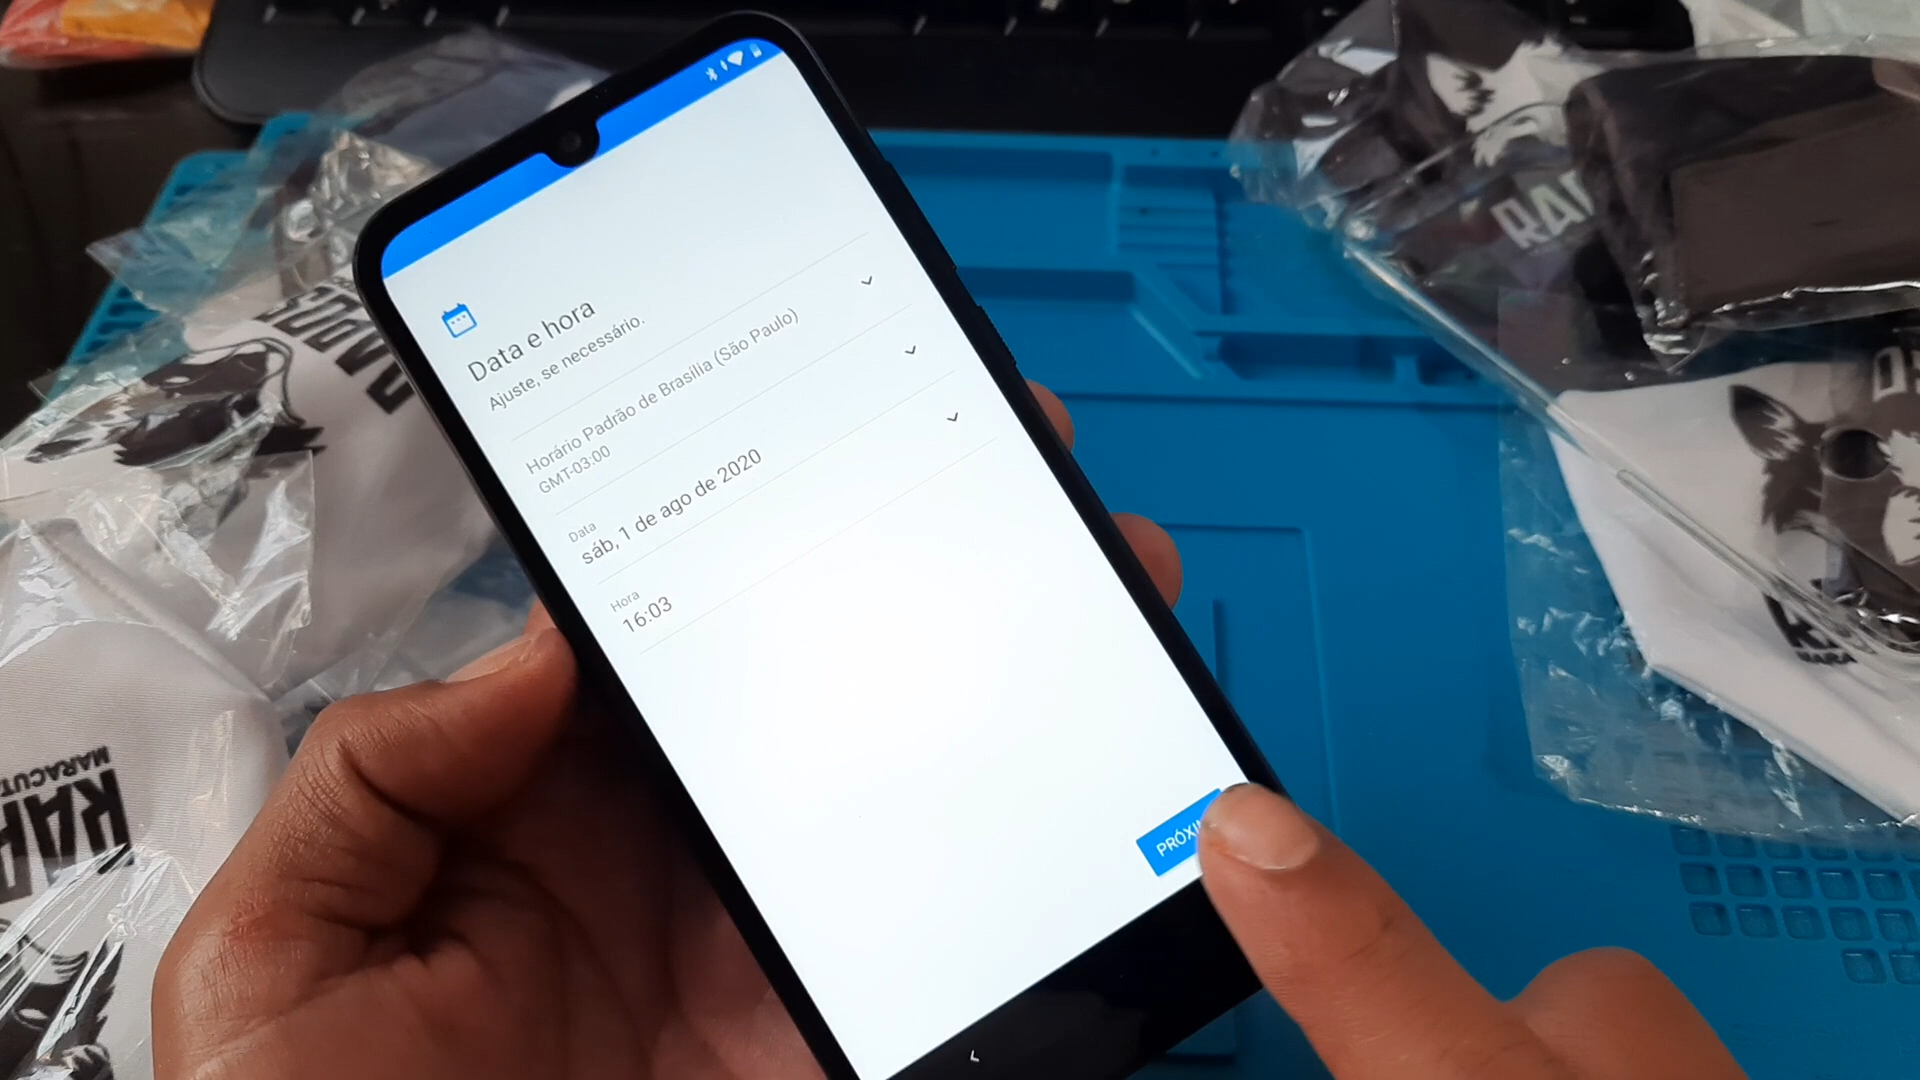 Data e hora
Ajuste, se necessário.
Horário Padrão de Brasília (São Paulo)
GMT-03:00
Data
sáb, 1 de ago de 2020
Hora
16:03